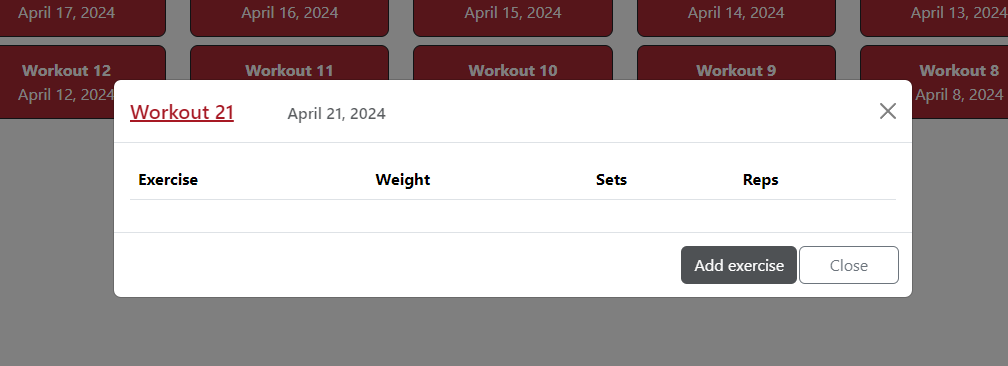 April 17, 2024
April 16, 2024
April 15, 2024
April 14, 2024
April 13, 2024
Workout 12
Workout 11
Workout 10
Workout 9
Workout 8
April 12, 2024
April 8, 2024
Workout 21
April 21, 2024
Exercise
Weight
Sets
Reps
Add exercise
Close